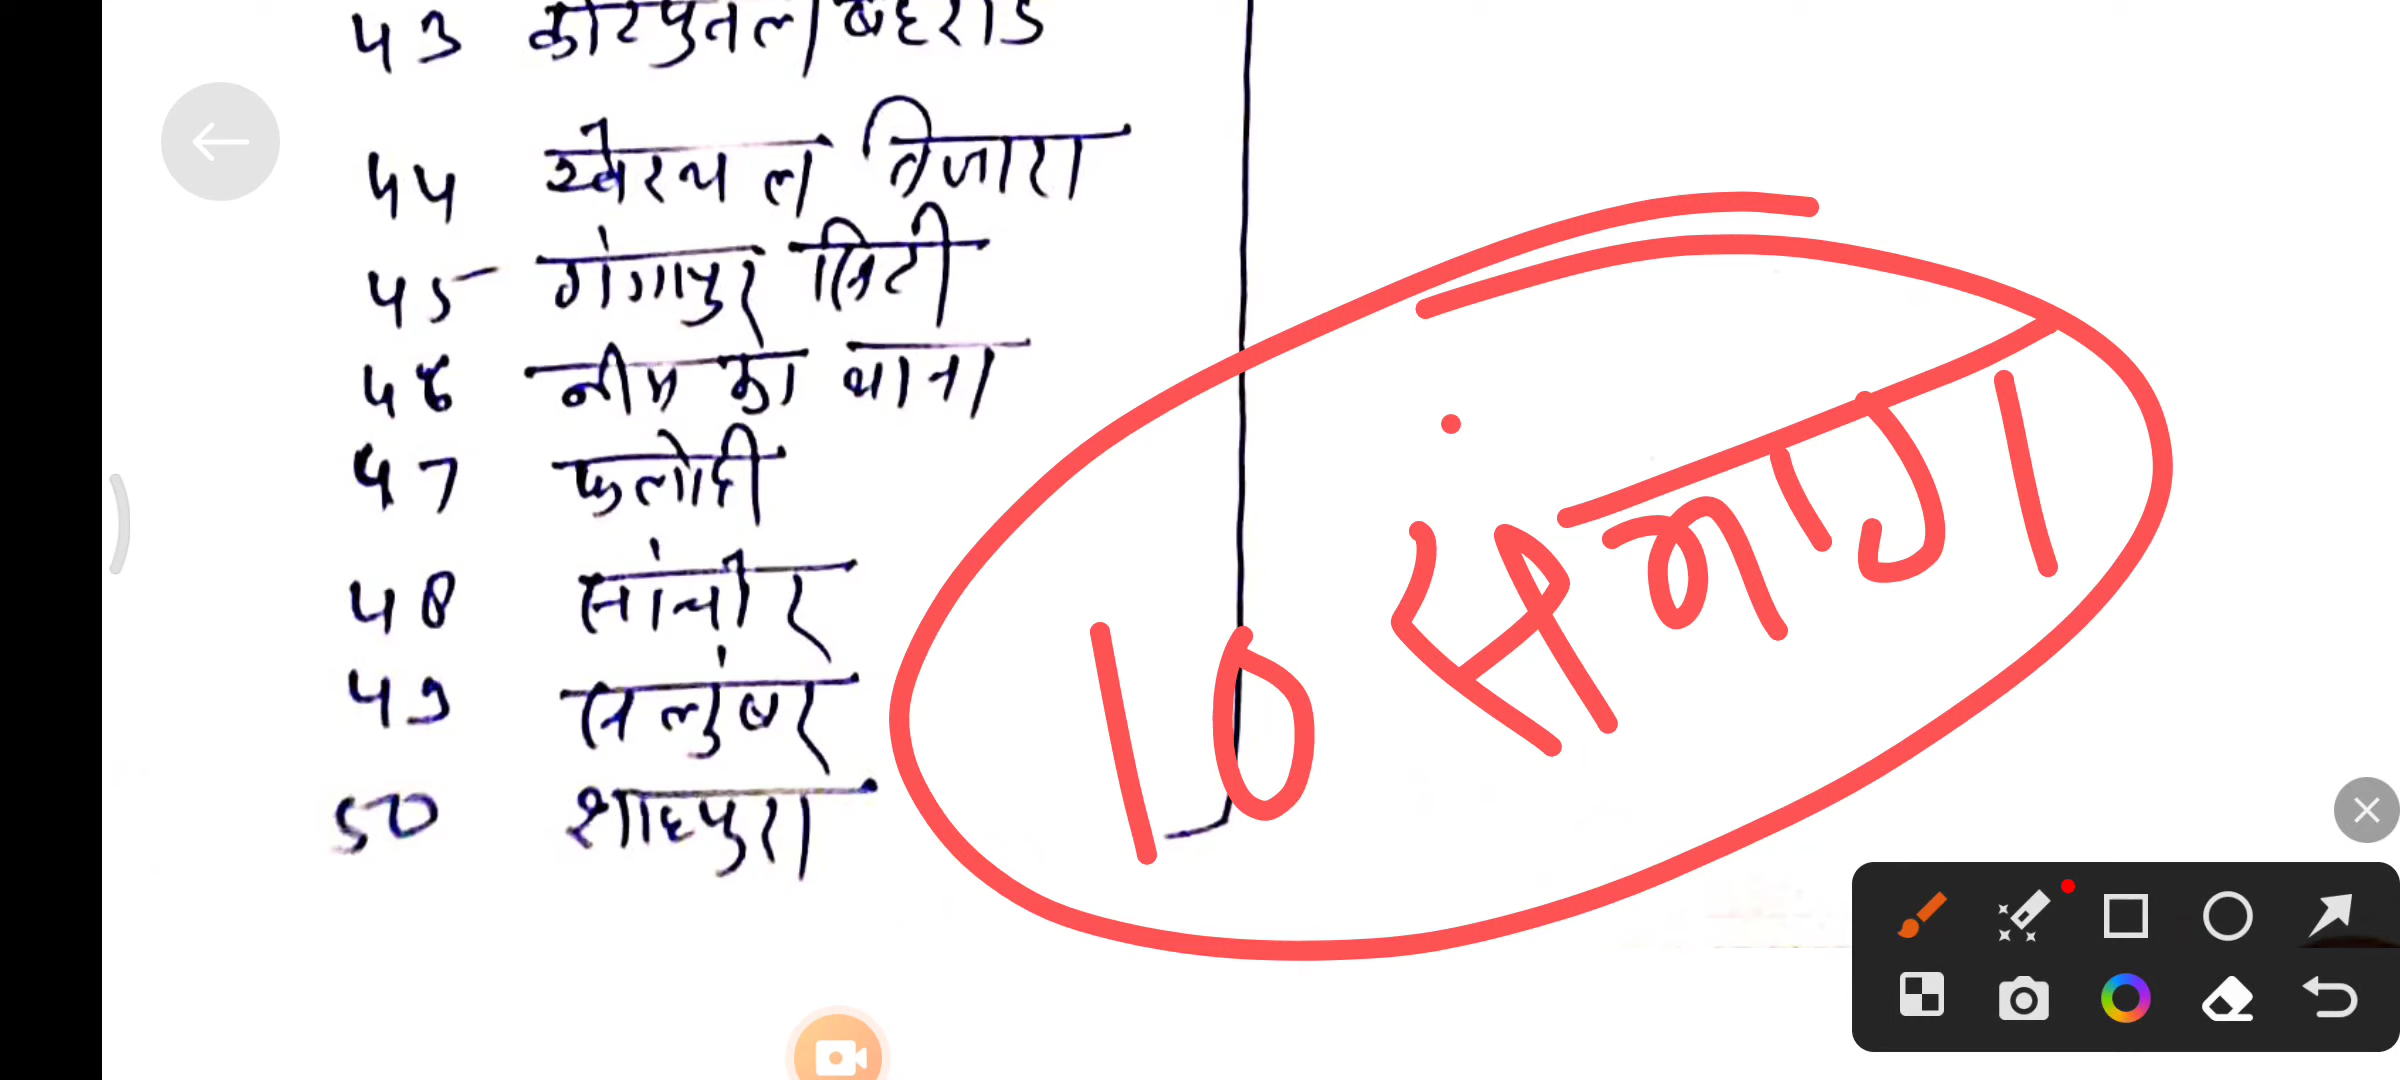 43 कोटपुतली बहरोड
44 खैरथल तिजारा
45 गंगापुर सिटी
46 नीम का थाना
47 फलोदी
48 सांचौर
49 सलुंबर
50 शाहपुरा
10 संभाग